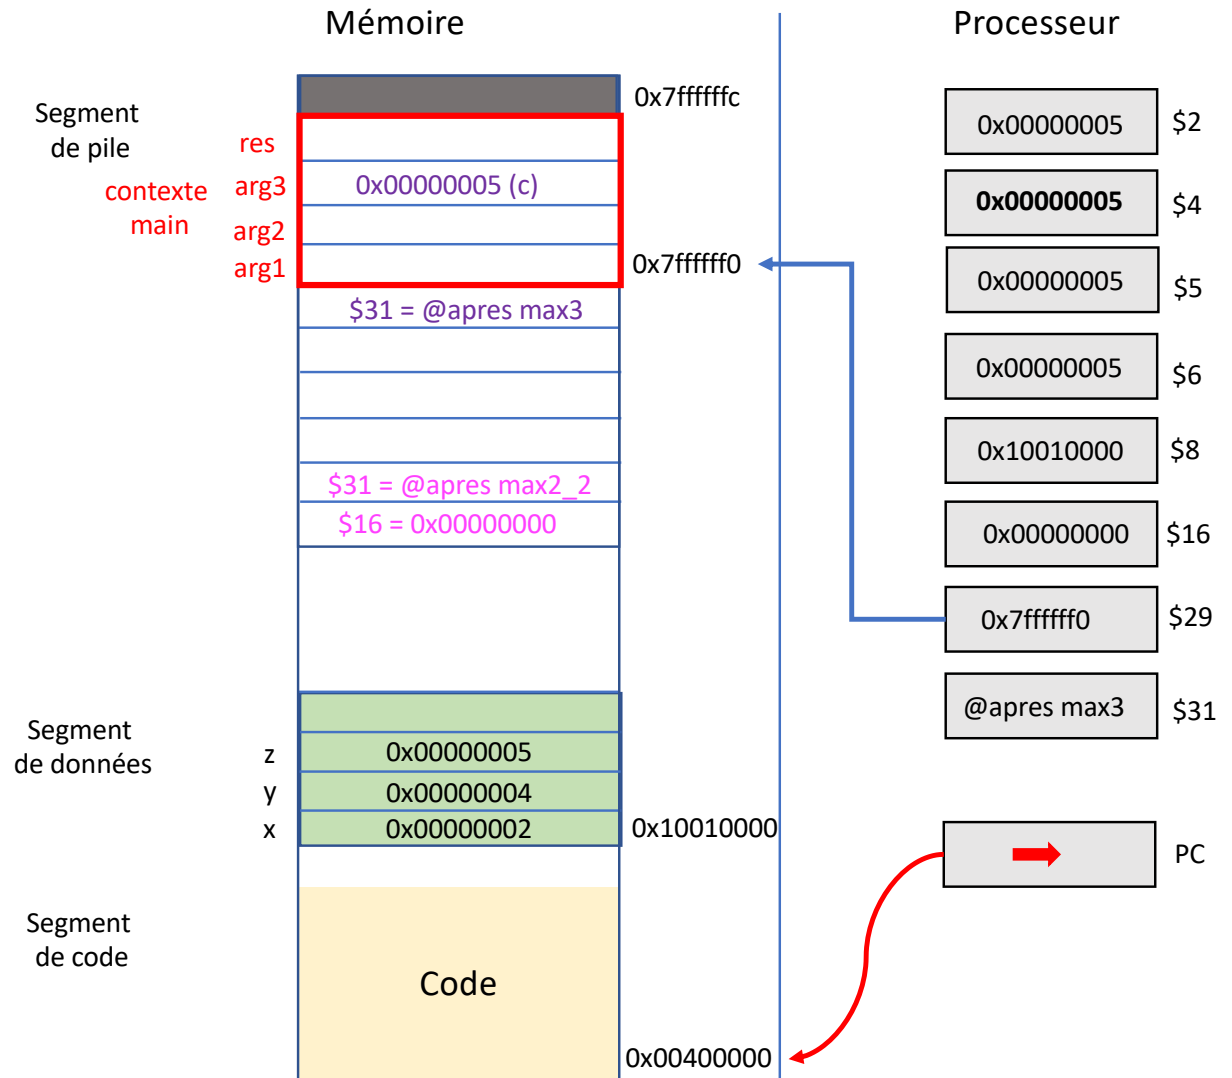 Mémoire
Processeur
0x7ffffffc
Segment
de pile
res
contexte
main
arg3
0x00000005 (c)
arg2
arg1
0x7ffffff0
$31 = @apres max3
$31 = @apres max2_2
$16 = 0x00000000
0x00000005
$2
0x00000005
$4
0x00000005
$5
0x00000005
$6
0x10010000
$8
0x00000000
$16
0x7ffffff0
$29
@apres max3
$31
PC
Segment
de données
z
0x00000005
y
0x00000004
x
0x00000002
0x10010000
Segment
de code
Code
0x00400000